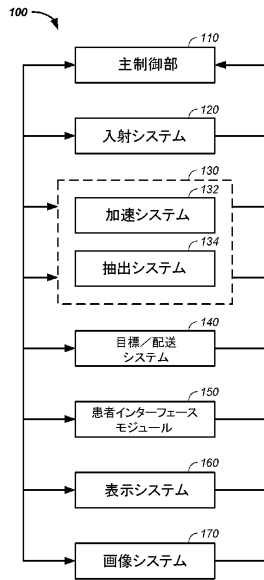 100
110
主制御部
120
入射システム
130
132
加速システム
134
抽出システム
140
目標/配送
システム
150
患者インターフェース
モジュール
160
表示システム
170
画像システム